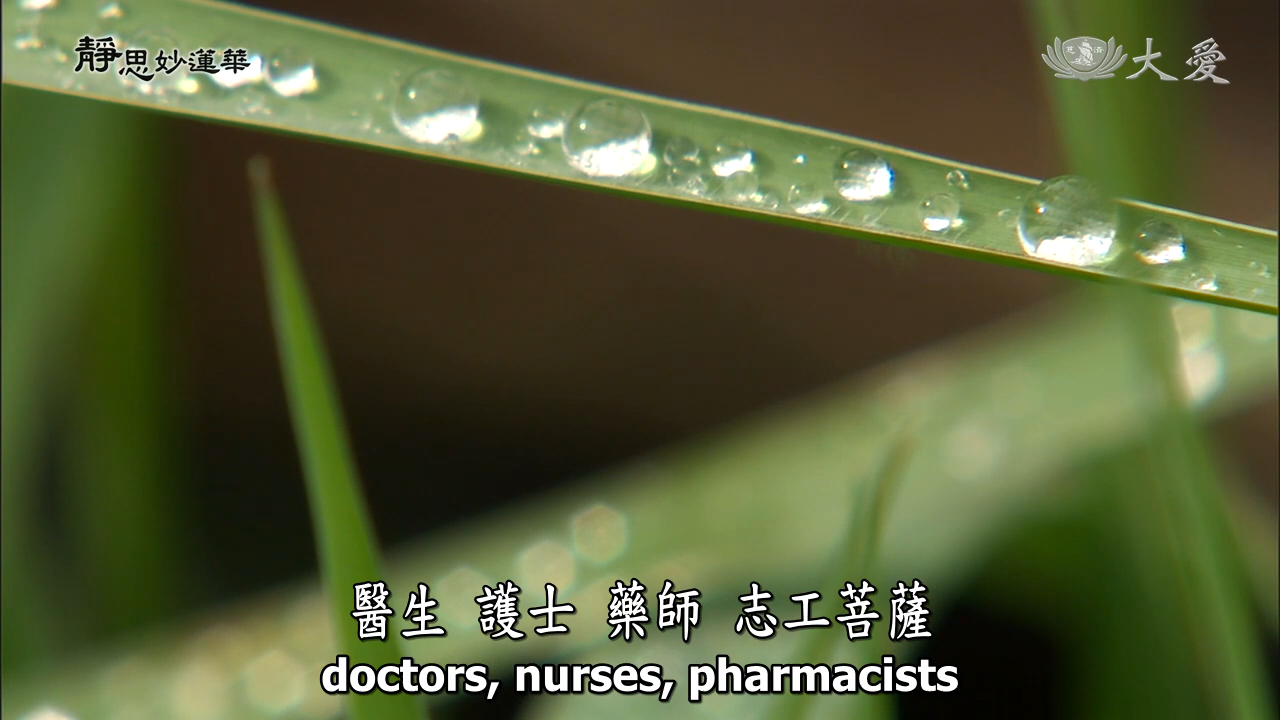 靜思妙蓮華
大愛
醫生 護士 藥師 志工菩薩
doctors, nurses, pharmacists